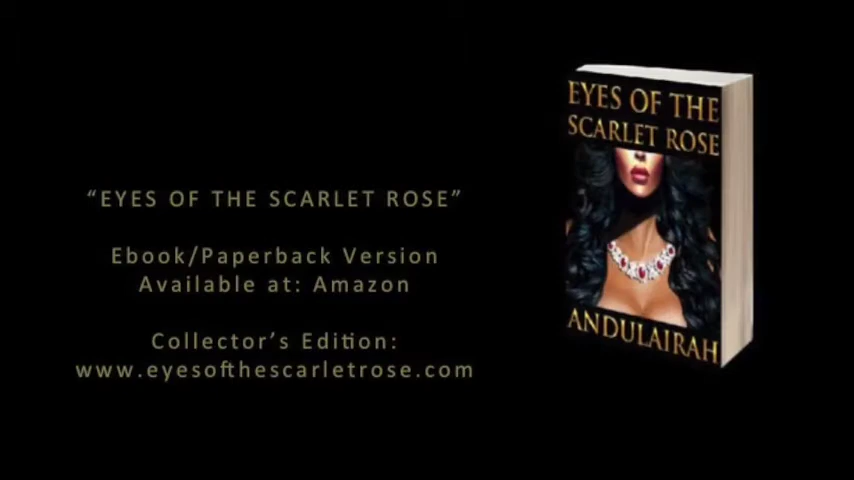 “EYES OF THE SCARLET ROSE”
Ebook/Paperback Version
Available at: Amazon
Collector’s Edition:
www.eyesofthescarletrose.com
EYES OF THE
SCARLET ROSE
ANDULAIRAH